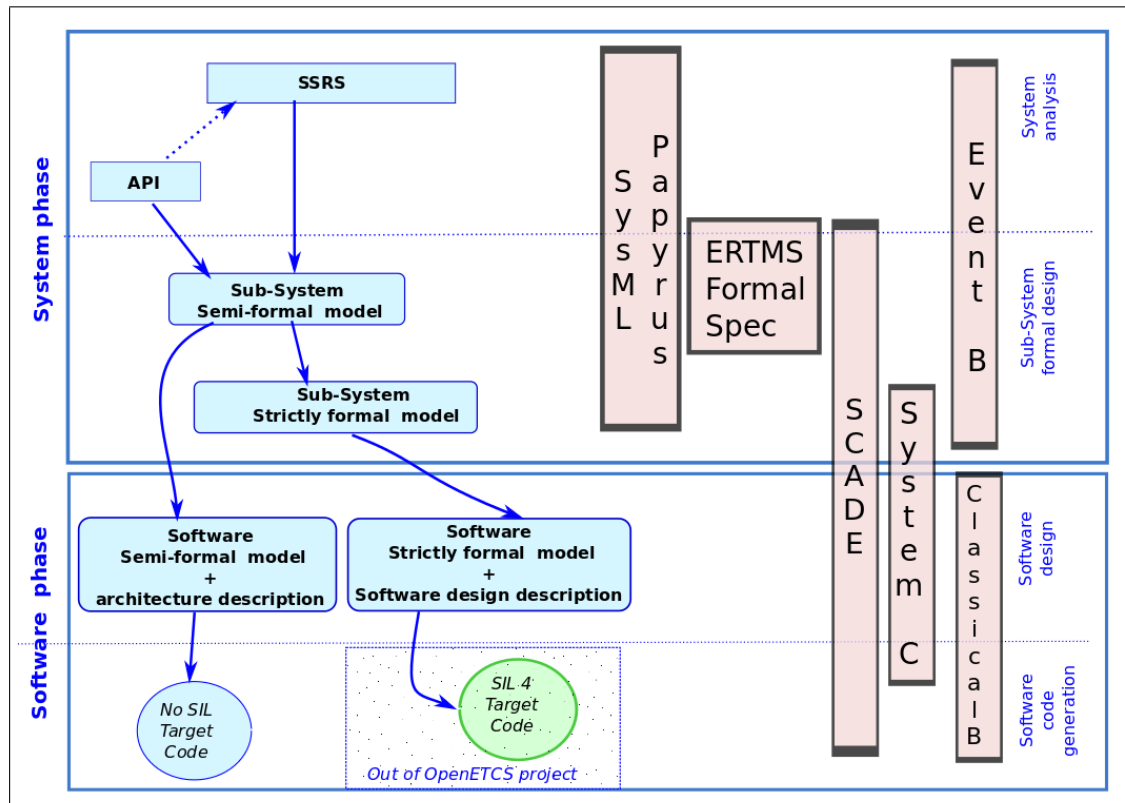 SSRS
API
Sub-System
Semi-formal model
Sub-System
Strictly formal model
System phase
SysML
Papyrus
ERTMS
Formal
Spec
SCADE
System C
Event B
ClassicalB
System
analysis
Sub-System
formal design
Software
Semi-formal model
+
architecture description
Software
Strictly formal model
+
Software design description
Software phase
No SIL
Target
Code
SIL 4
Target
Code
Out of OpenETCS project
Software
design
Software
code
generation